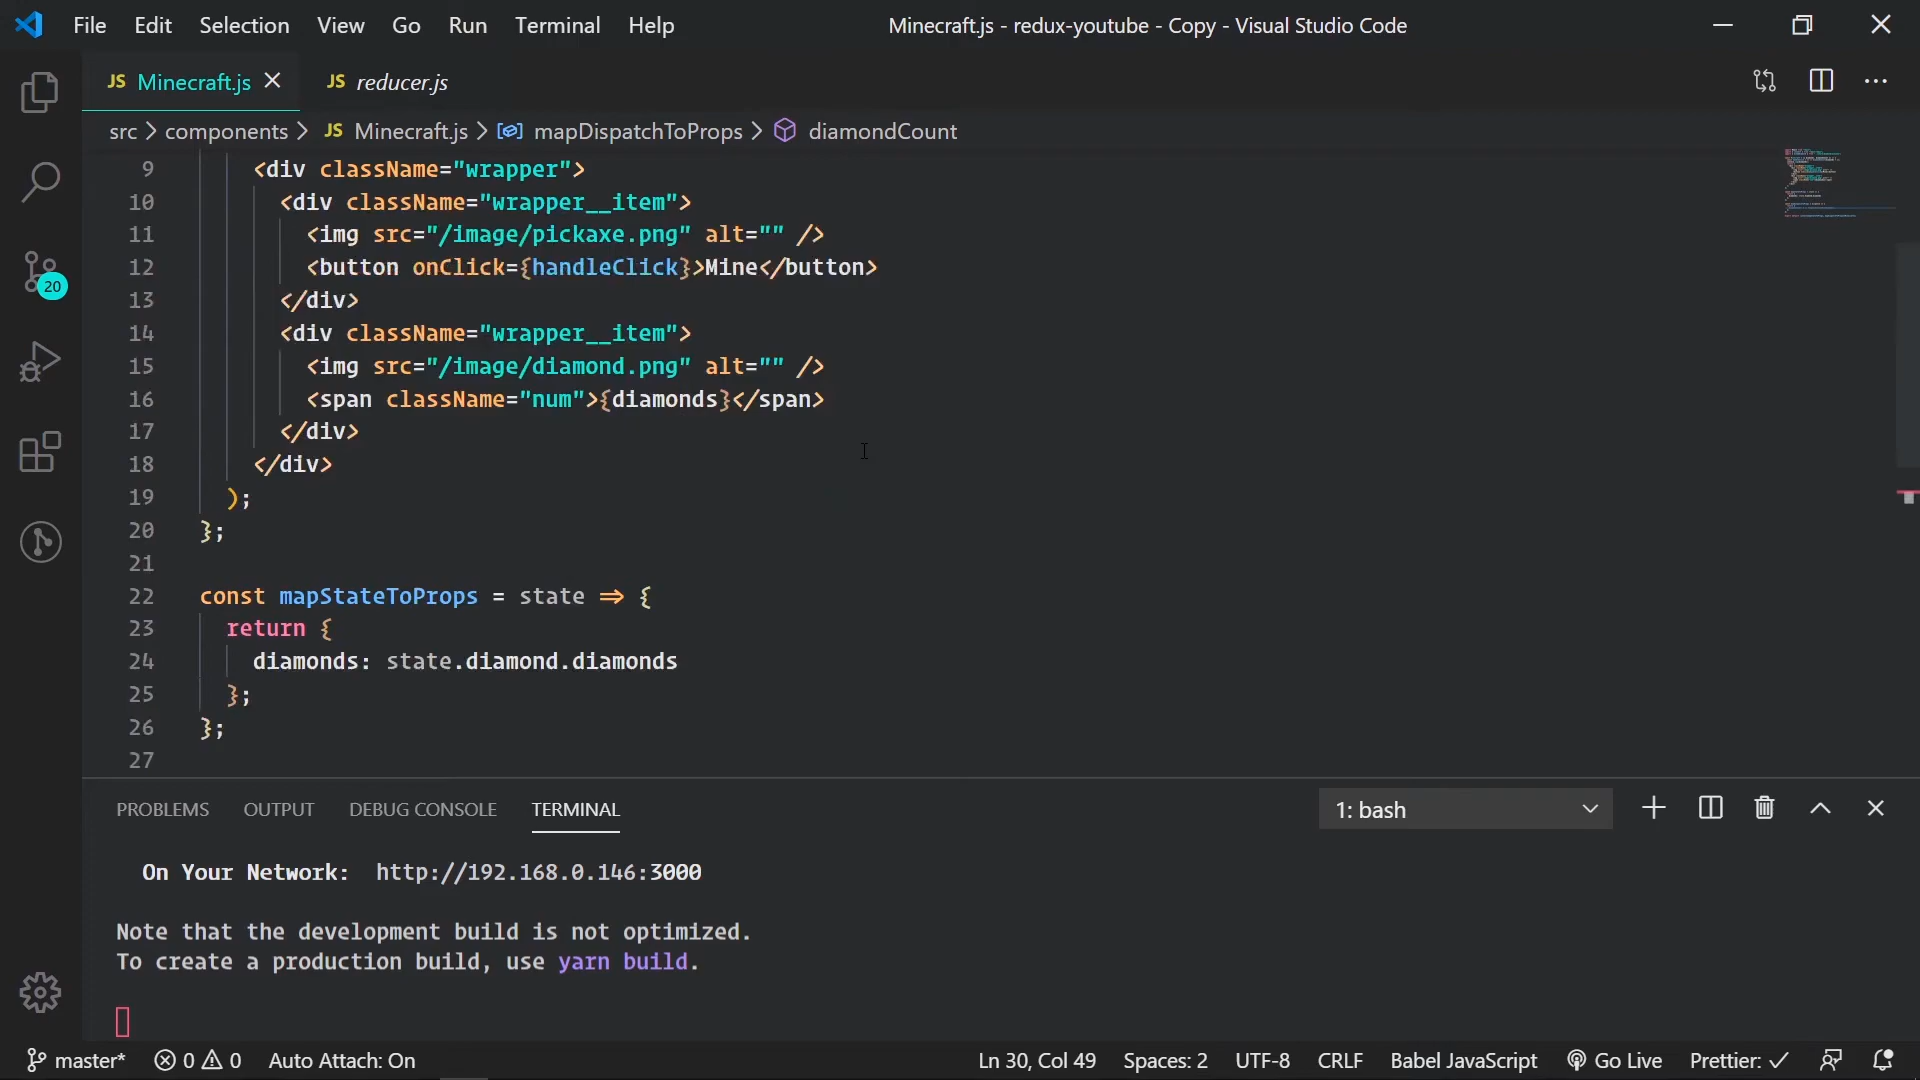 File Edit Selection View Go Run Terminal Help Minecraft.js - redux-youtube - Copy - Visual Studio Code
JS Minecraft.js JS reducer.js
src > components > JS Minecraft.js > mapDispatchToProps > diamondCount
9 <div className="wrapper">
10 <div className="wrapper__item">
11 <img src="/image/pickaxe.png" alt="" />
12 <button onClick={handleClick}>Mine</button>
13 </div>
14 <div className="wrapper__item">
15 <img src="/image/diamond.png" alt="" />
16 <span className="num">{diamonds}</span>
17 </div>
18 </div>
19 );
20 };
21
22 const mapStateToProps = state => {
23 return {
24 diamonds: state.diamond.diamonds
25 };
26 };
27
20
PROBLEMS OUTPUT DEBUG CONSOLE TERMINAL 1: bash
On Your Network: http://192.168.0.146:3000
Note that the development build is not optimized.
To create a production build, use yarn build.
master* 0 0 Auto Attach: On Ln 30, Col 49 Spaces: 2 UTF-8 CRLF Babel JavaScript Go Live Prettier: ✓